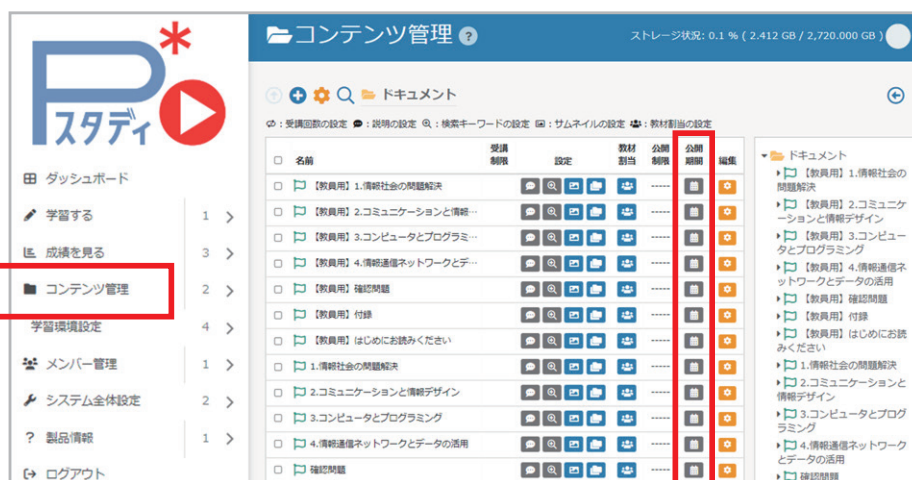 P*スタディ
コンテンツ管理 ?
ストレージ状況: 0.1 % ( 2.412 GB / 2,720.000 GB )
ドキュメント
:受講回数の設定 :説明の設定 :検索キーワードの設定 :サムネイルの設定 :教材割当の設定
ダッシュボード
学習する 1
成績を見る 3
コンテンツ管理 2
学習環境設定 4
メンバー管理 1
システム全体設定 2
? 製品情報 1
ログアウト
名前 受講制限 設定 教材割当 公開制限 公開期間 編集
【教員用】1.情報社会の問題解決 -----
【教員用】2.コミュニケーションと情報… -----
【教員用】3.コンピュータとプログラミ… -----
【教員用】4.情報通信ネットワークとデ… -----
【教員用】確認問題 -----
【教員用】付録 -----
【教員用】はじめにお読みください -----
1.情報社会の問題解決 -----
2.コミュニケーションと情報デザイン -----
3.コンピュータとプログラミング -----
4.情報通信ネットワークとデータの活用 -----
確認問題 -----
ドキュメント
【教員用】1.情報社会の
問題解決
【教員用】2.コミュニケ
ーションと情報デザイン
【教員用】3.コンピュー
タとプログラミング
【教員用】4.情報通信ネ
ットワークとデータの活用
【教員用】確認問題
【教員用】付録
【教員用】はじめにお読
みください
1.情報社会の問題解決
2.コミュニケーションと
情報デザイン
3.コンピュータとプログ
ラミング
4.情報通信ネットワーク
とデータの活用
確認問題